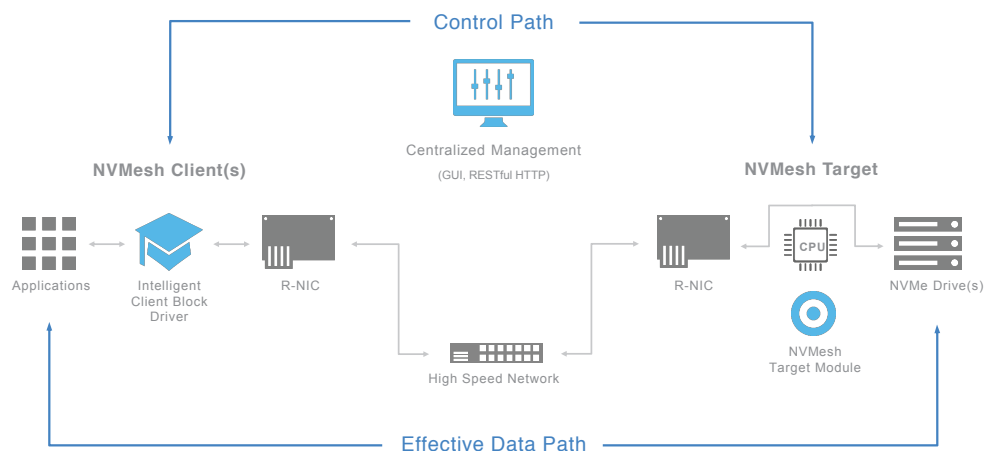 Control Path
Centralized Management
(GUI, RESTful HTTP)
NVMesh Client(s)
NVMesh Target
CPU
Applications
Intelligent
Client Block
Driver
R-NIC
R-NIC
NVMe Drive(s)
NVMesh
Target Module
High Speed Network
Effective Data Path